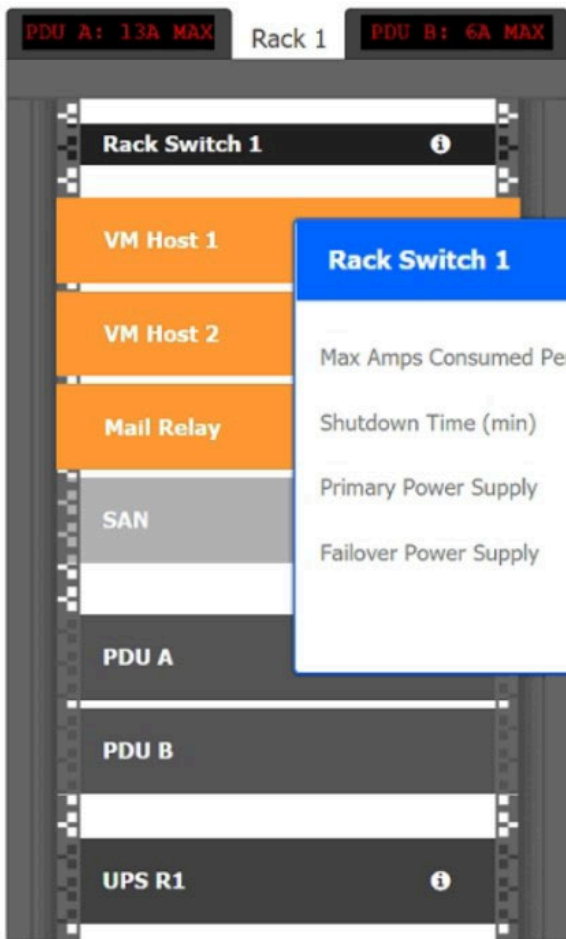 PDU A: 13A MAX
Rack 1
PDU B: 6A MAX
Rack Switch 1
VM Host 1
VM Host 2
Mail Relay
SAN
PDU A
PDU B
UPS R1
Rack Switch 1
Max Amps Consumed Pe
Shutdown Time (min)
Primary Power Supply
Failover Power Supply